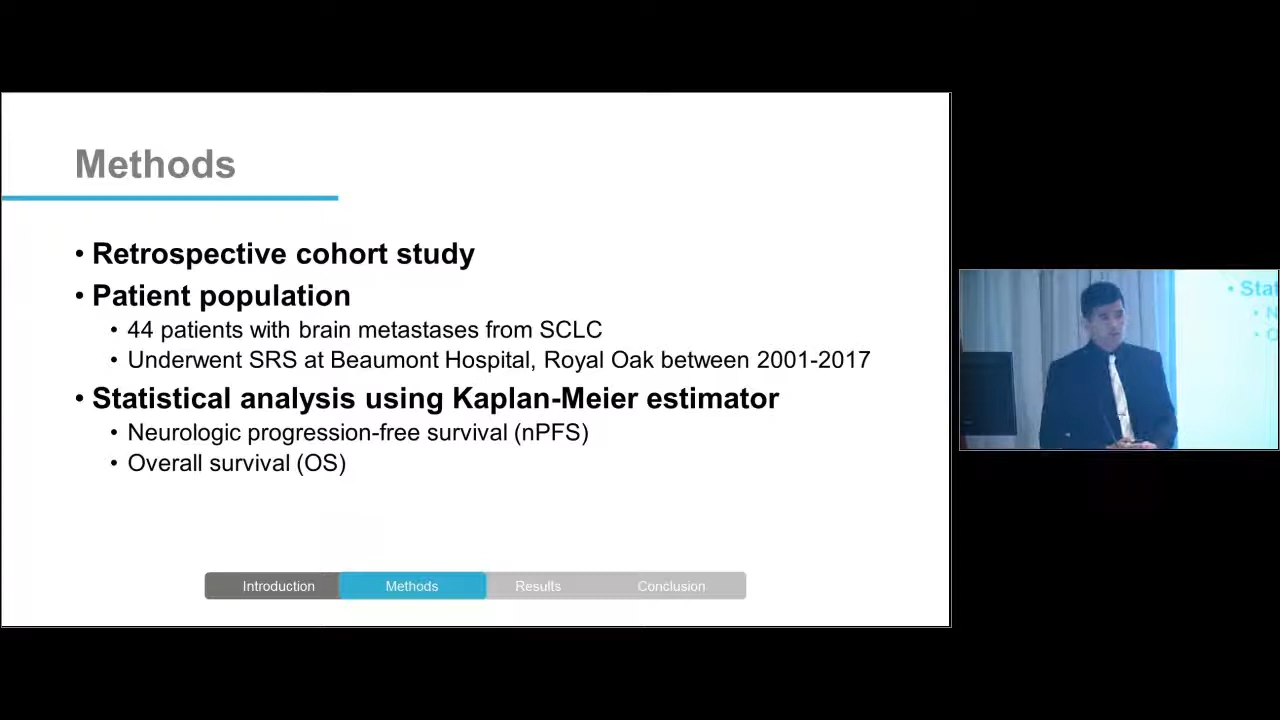 Methods
• Retrospective cohort study
• Patient population
• 44 patients with brain metastases from SCLC
• Underwent SRS at Beaumont Hospital, Royal Oak between 2001-2017
• Statistical analysis using Kaplan-Meier estimator
• Neurologic progression-free survival (nPFS)
• Overall survival (OS)
Introduction Methods Results Conclusion
• Stat
• N
• O